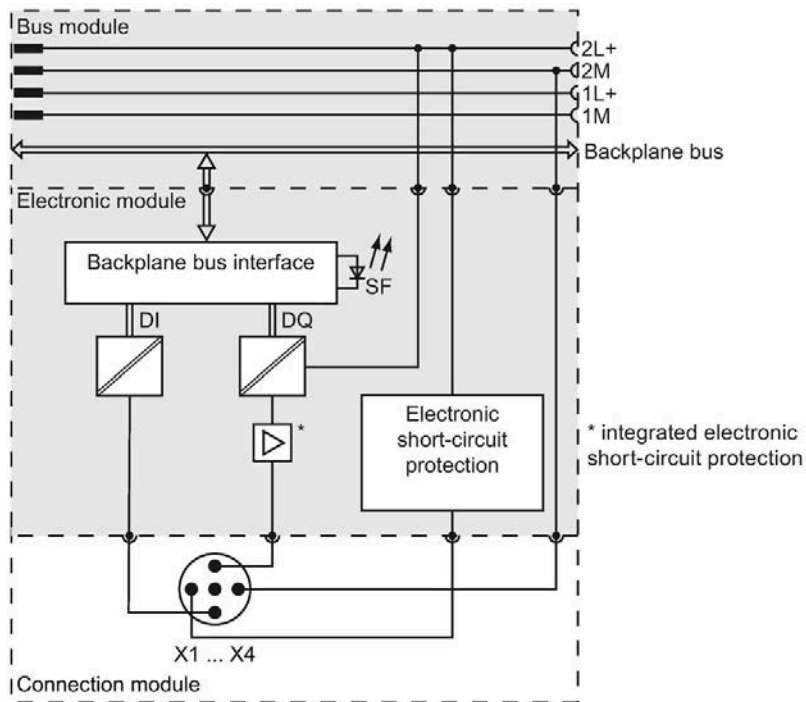 Bus module
2L+
2M
1L+
1M
Backplane bus
Electronic module
Backplane bus interface
SF
DI
DQ
Electronic
short-circuit
protection
*
* integrated electronic
short-circuit protection
X1 ... X4
Connection module